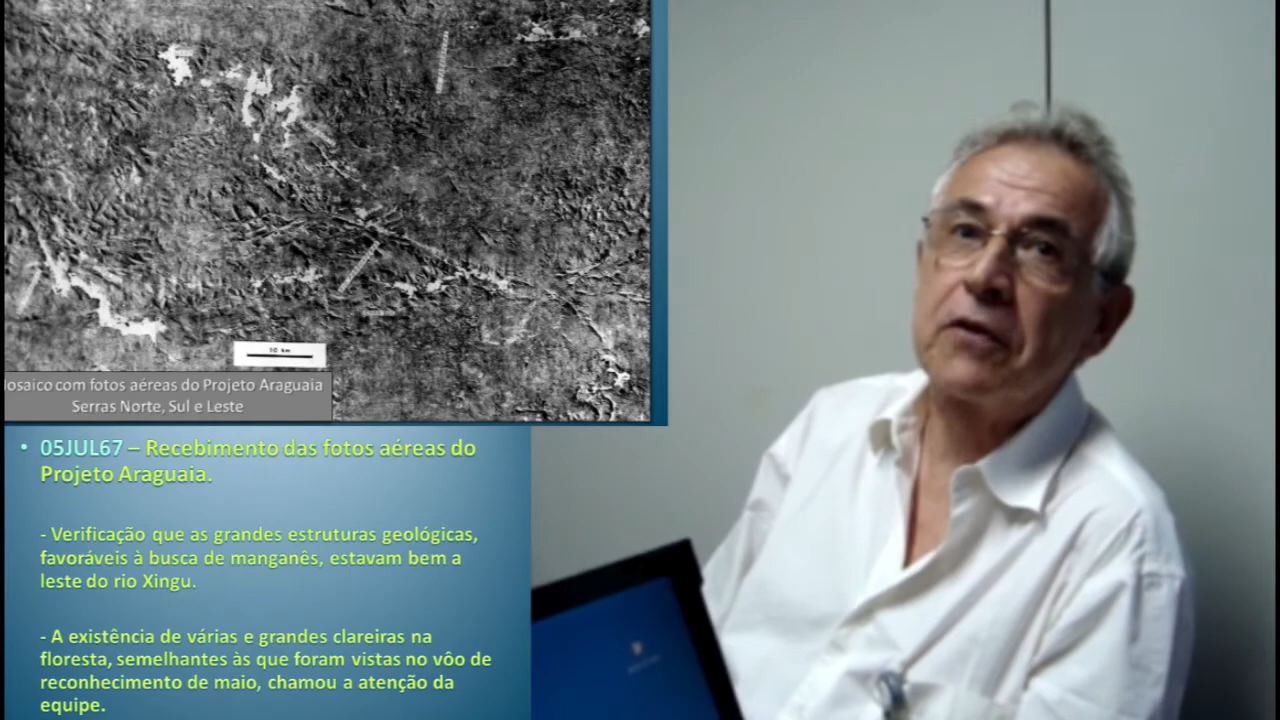 10 km
osaico com fotos aéreas do Projeto Araguaia
Serras Norte, Sul e Leste
• 05JUL67 – Recebimento das fotos aéreas do
Projeto Araguaia.
- Verificação que as grandes estruturas geológicas,
favoráveis à busca de manganês, estavam bem a
leste do rio Xingu.
- A existência de várias e grandes clareiras na
floresta, semelhantes às que foram vistas no vôo de
reconhecimento de maio, chamou a atenção da
equipe.